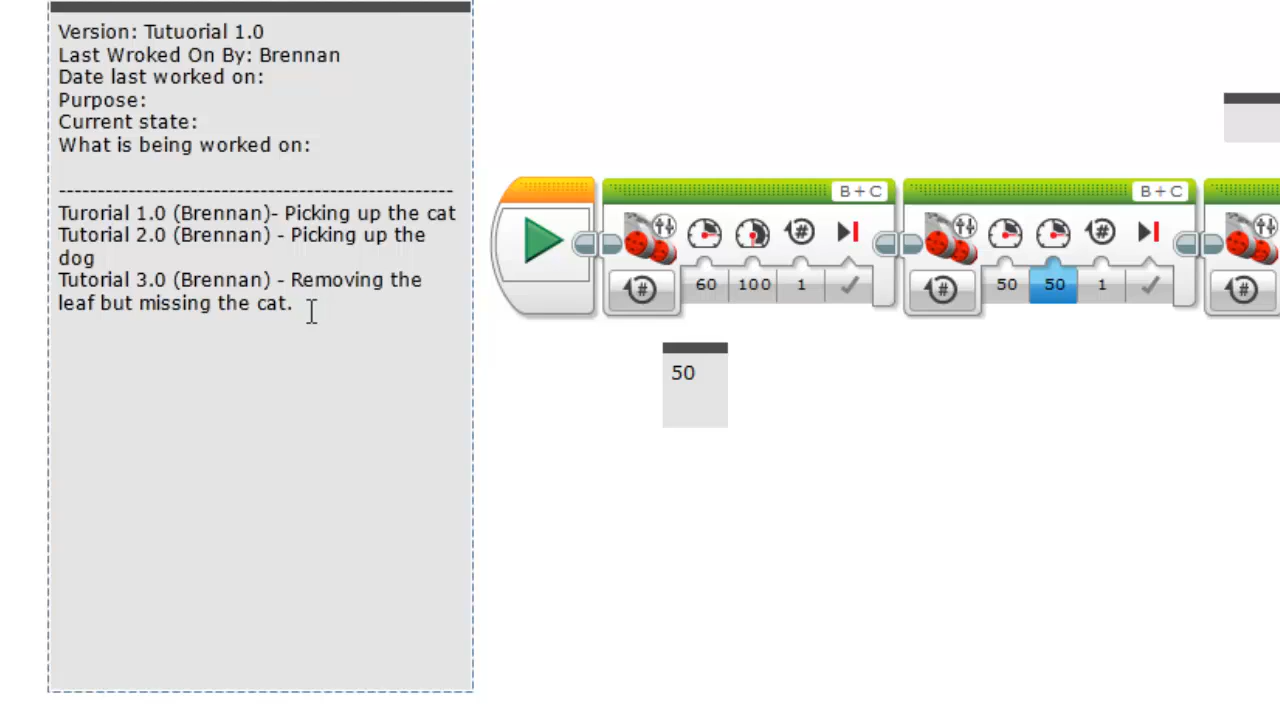 Version: Tutuorial 1.0
Last Wroked On By: Brennan
Date last worked on:
Purpose:
Current state:
What is being worked on:
---------------------------------------------------
Turorial 1.0 (Brennan)- Picking up the cat
Tutorial 2.0 (Brennan) - Picking up the
dog
Tutorial 3.0 (Brennan) - Removing the
leaf but missing the cat.
B+C
B+C
# # #
60 100 1 50 50 1
# #
50